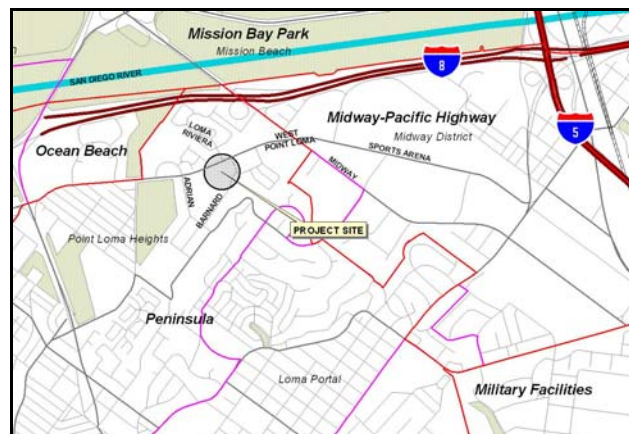 Mission Bay Park
Mission Beach
SAN DIEGO RIVER
8
5
Midway-Pacific Highway
Midway District
LOMA
RIVIERA
WEST
POINT LOMA
SPORTS ARENA
Ocean Beach
MIDWAY
ADRIAN
BARNARD
PROJECT SITE
Point Loma Heights
Peninsula
Loma Portal
Military Facilities